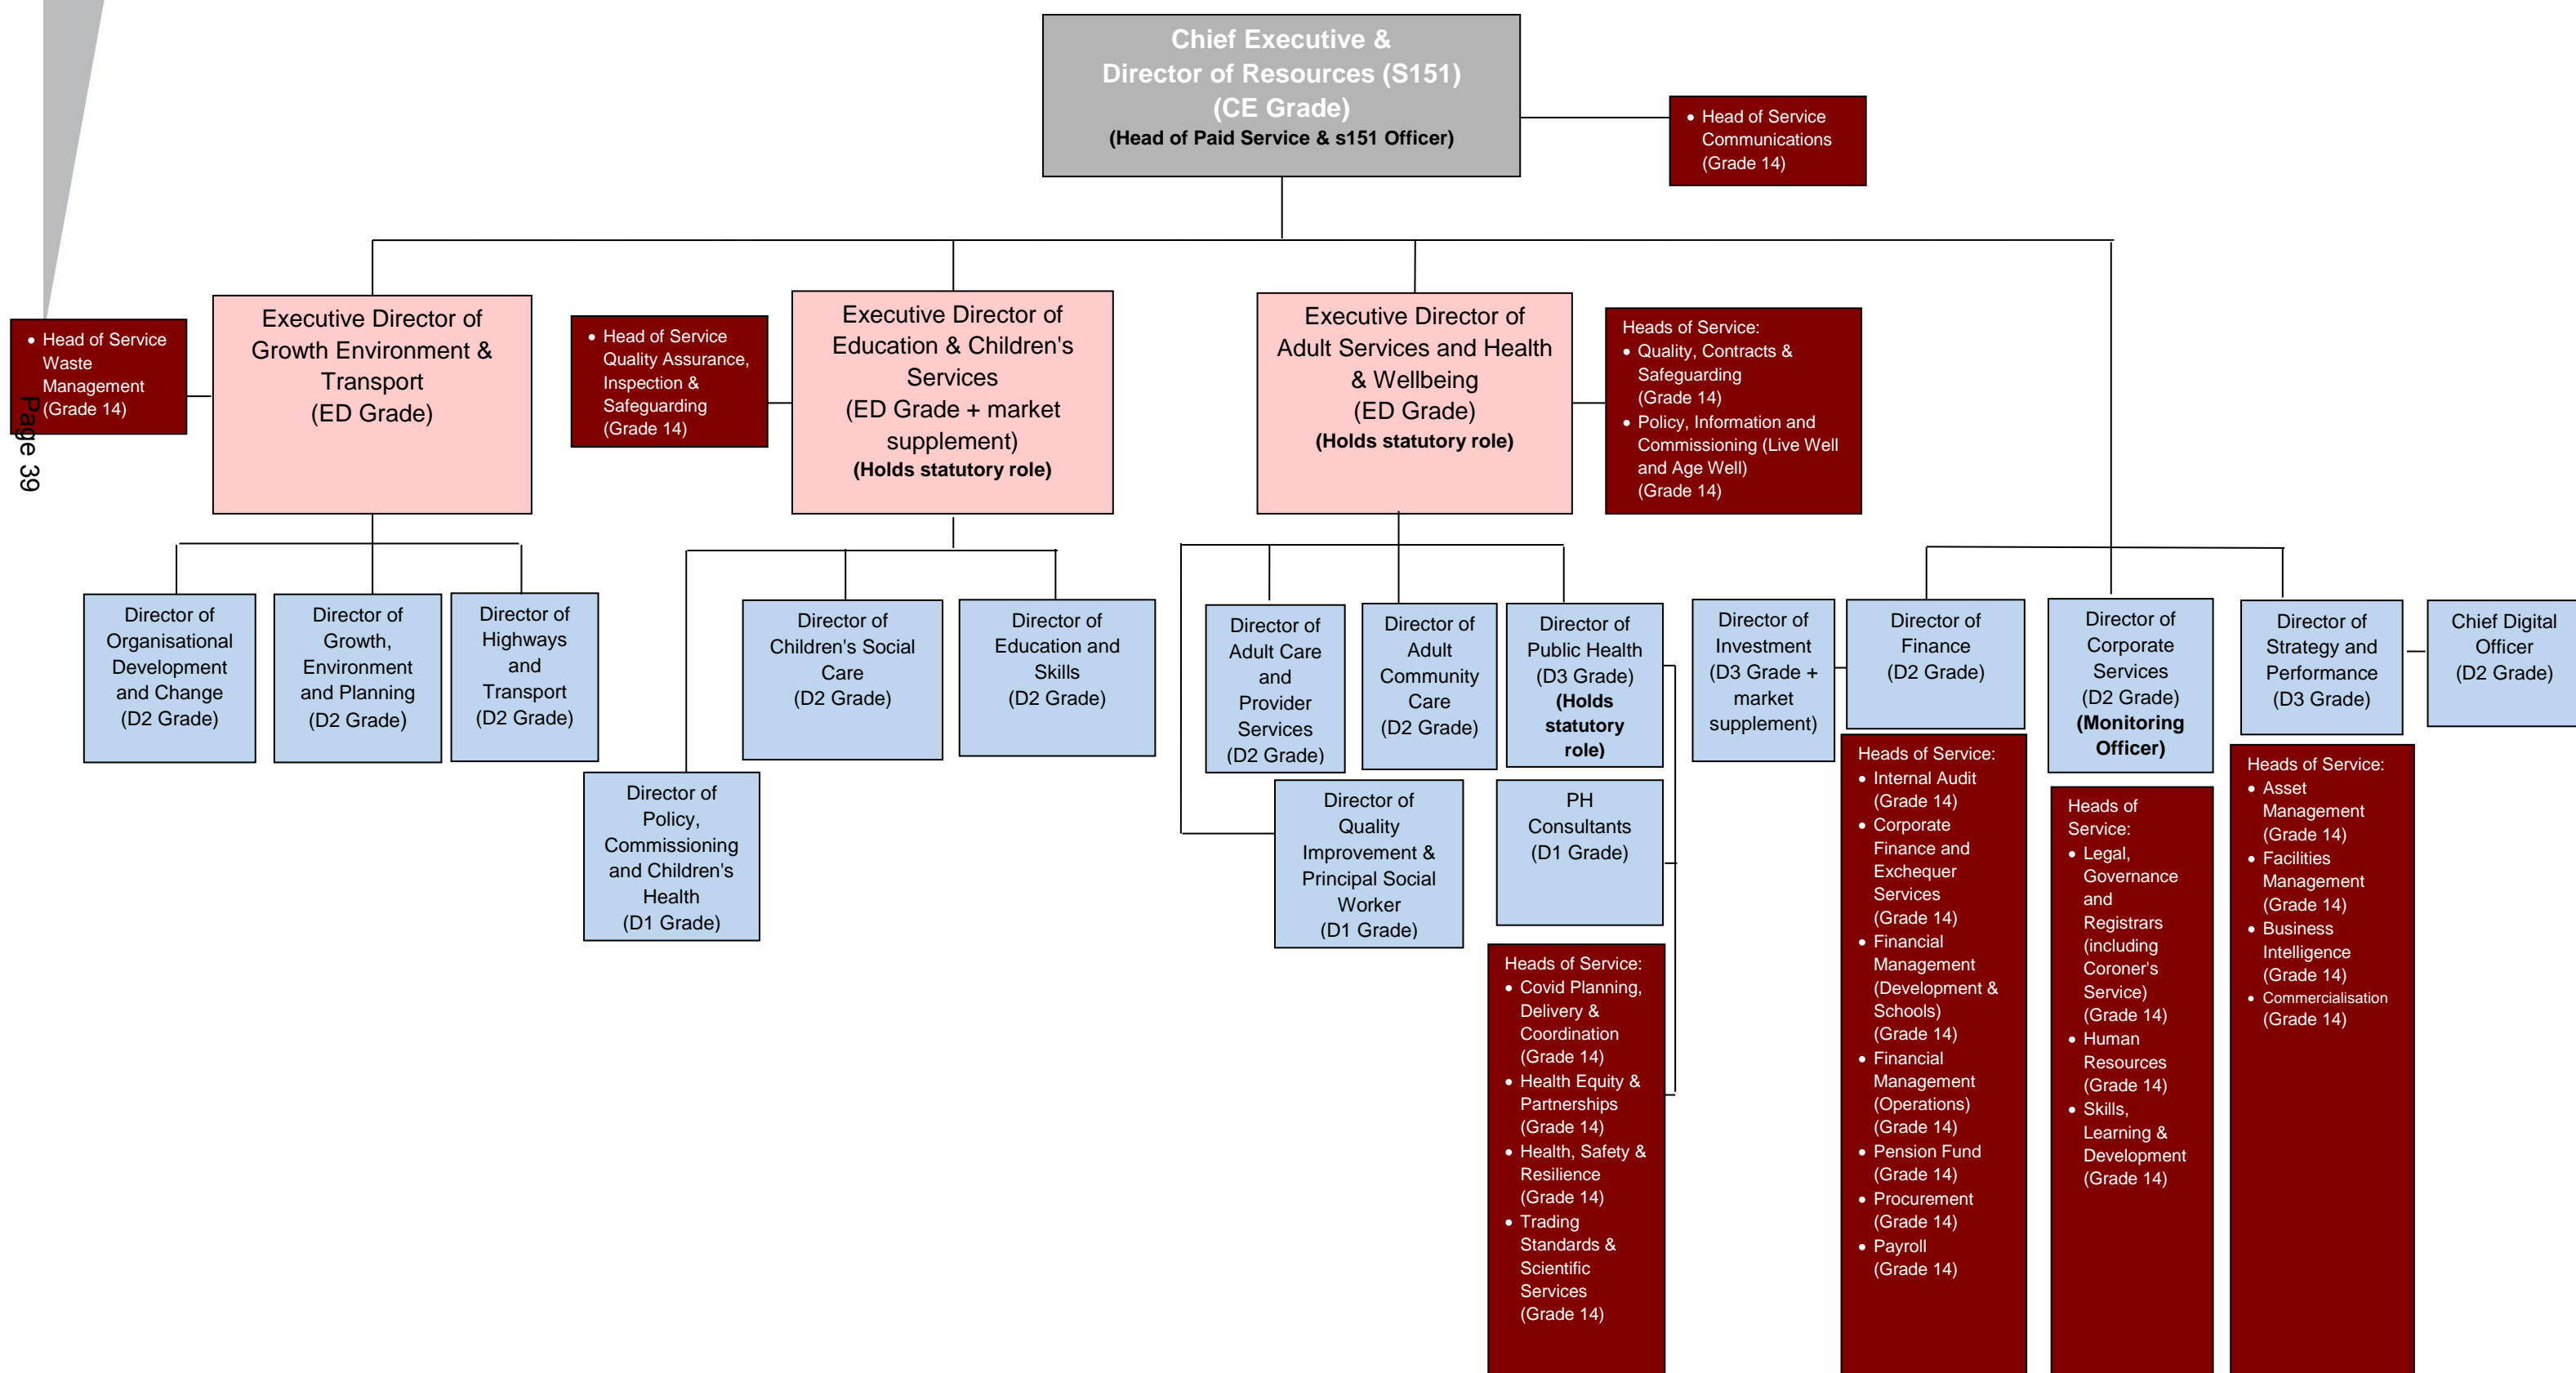 Chief Executive &
Director of Resources (S151)
(CE Grade)
(Head of Paid Service & s151 Officer)
• Head of Service
Communications
(Grade 14)
• Head of Service
Waste
Management
(Grade 14)
Executive Director of
Growth Environment &
Transport
(ED Grade)
• Head of Service
Quality Assurance,
Inspection &
Safeguarding
(Grade 14)
Executive Director of
Education & Children's
Services
(ED Grade + market
supplement)
(Holds statutory role)
Executive Director of
Adult Services and Health
& Wellbeing
(ED Grade)
(Holds statutory role)
Heads of Service:
• Quality, Contracts &
Safeguarding
(Grade 14)
• Policy, Information and
Commissioning (Live Well
and Age Well)
(Grade 14)
Page 39
Director of
Organisational
Development
and Change
(D2 Grade)
Director of
Growth,
Environment
and Planning
(D2 Grade)
Director of
Highways
and
Transport
(D2 Grade)
Director of
Policy,
Commissioning
and Children's
Health
(D1 Grade)
Director of
Children's Social
Care
(D2 Grade)
Director of
Education and
Skills
(D2 Grade)
Director of
Adult Care
and
Provider
Services
(D2 Grade)
Director of
Adult
Community
Care
(D2 Grade)
Director of
Public Health
(D3 Grade)
(Holds
statutory
role)
Director of
Quality
Improvement &
Principal Social
Worker
(D1 Grade)
PH
Consultants
(D1 Grade)
Heads of Service:
• Covid Planning,
Delivery &
Coordination
(Grade 14)
• Health Equity &
Partnerships
(Grade 14)
• Health, Safety &
Resilience
(Grade 14)
• Trading
Standards &
Scientific
Services
(Grade 14)
Director of
Investment
(D3 Grade +
market
supplement)
Director of
Finance
(D2 Grade)
Heads of Service:
• Internal Audit
(Grade 14)
• Corporate
Finance and
Exchequer
Services
(Grade 14)
• Financial
Management
(Development &
Schools)
(Grade 14)
• Financial
Management
(Operations)
(Grade 14)
• Pension Fund
(Grade 14)
• Procurement
(Grade 14)
• Payroll
(Grade 14)
Director of
Corporate
Services
(D2 Grade)
(Monitoring
Officer)
Heads of
Service:
• Legal,
Governance
and
Registrars
(including
Coroner's
Service)
(Grade 14)
• Human
Resources
(Grade 14)
• Skills,
Learning &
Development
(Grade 14)
Director of
Strategy and
Performance
(D3 Grade)
Heads of Service:
• Asset
Management
(Grade 14)
• Facilities
Management
(Grade 14)
• Business
Intelligence
(Grade 14)
• Commercialisation
(Grade 14)
Chief Digital
Officer
(D2 Grade)